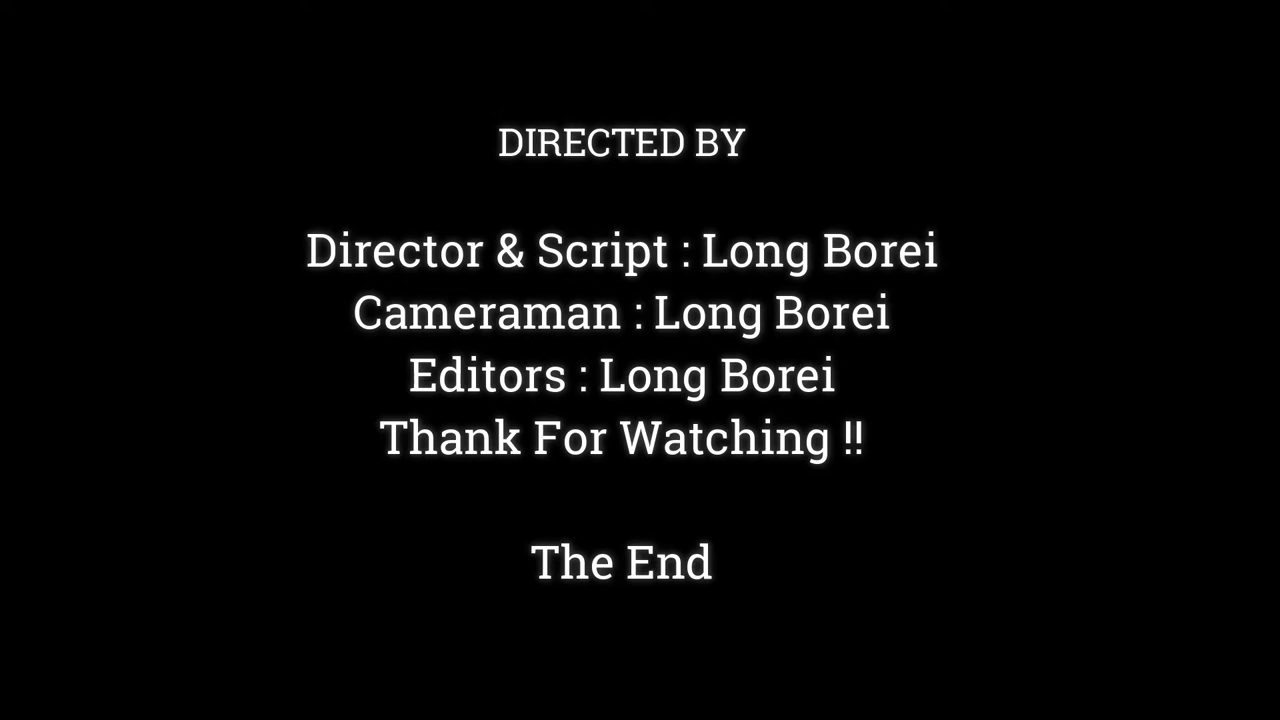 DIRECTED BY
Director & Script : Long Borei
Cameraman : Long Borei
Editors : Long Borei
Thank For Watching !!
The End